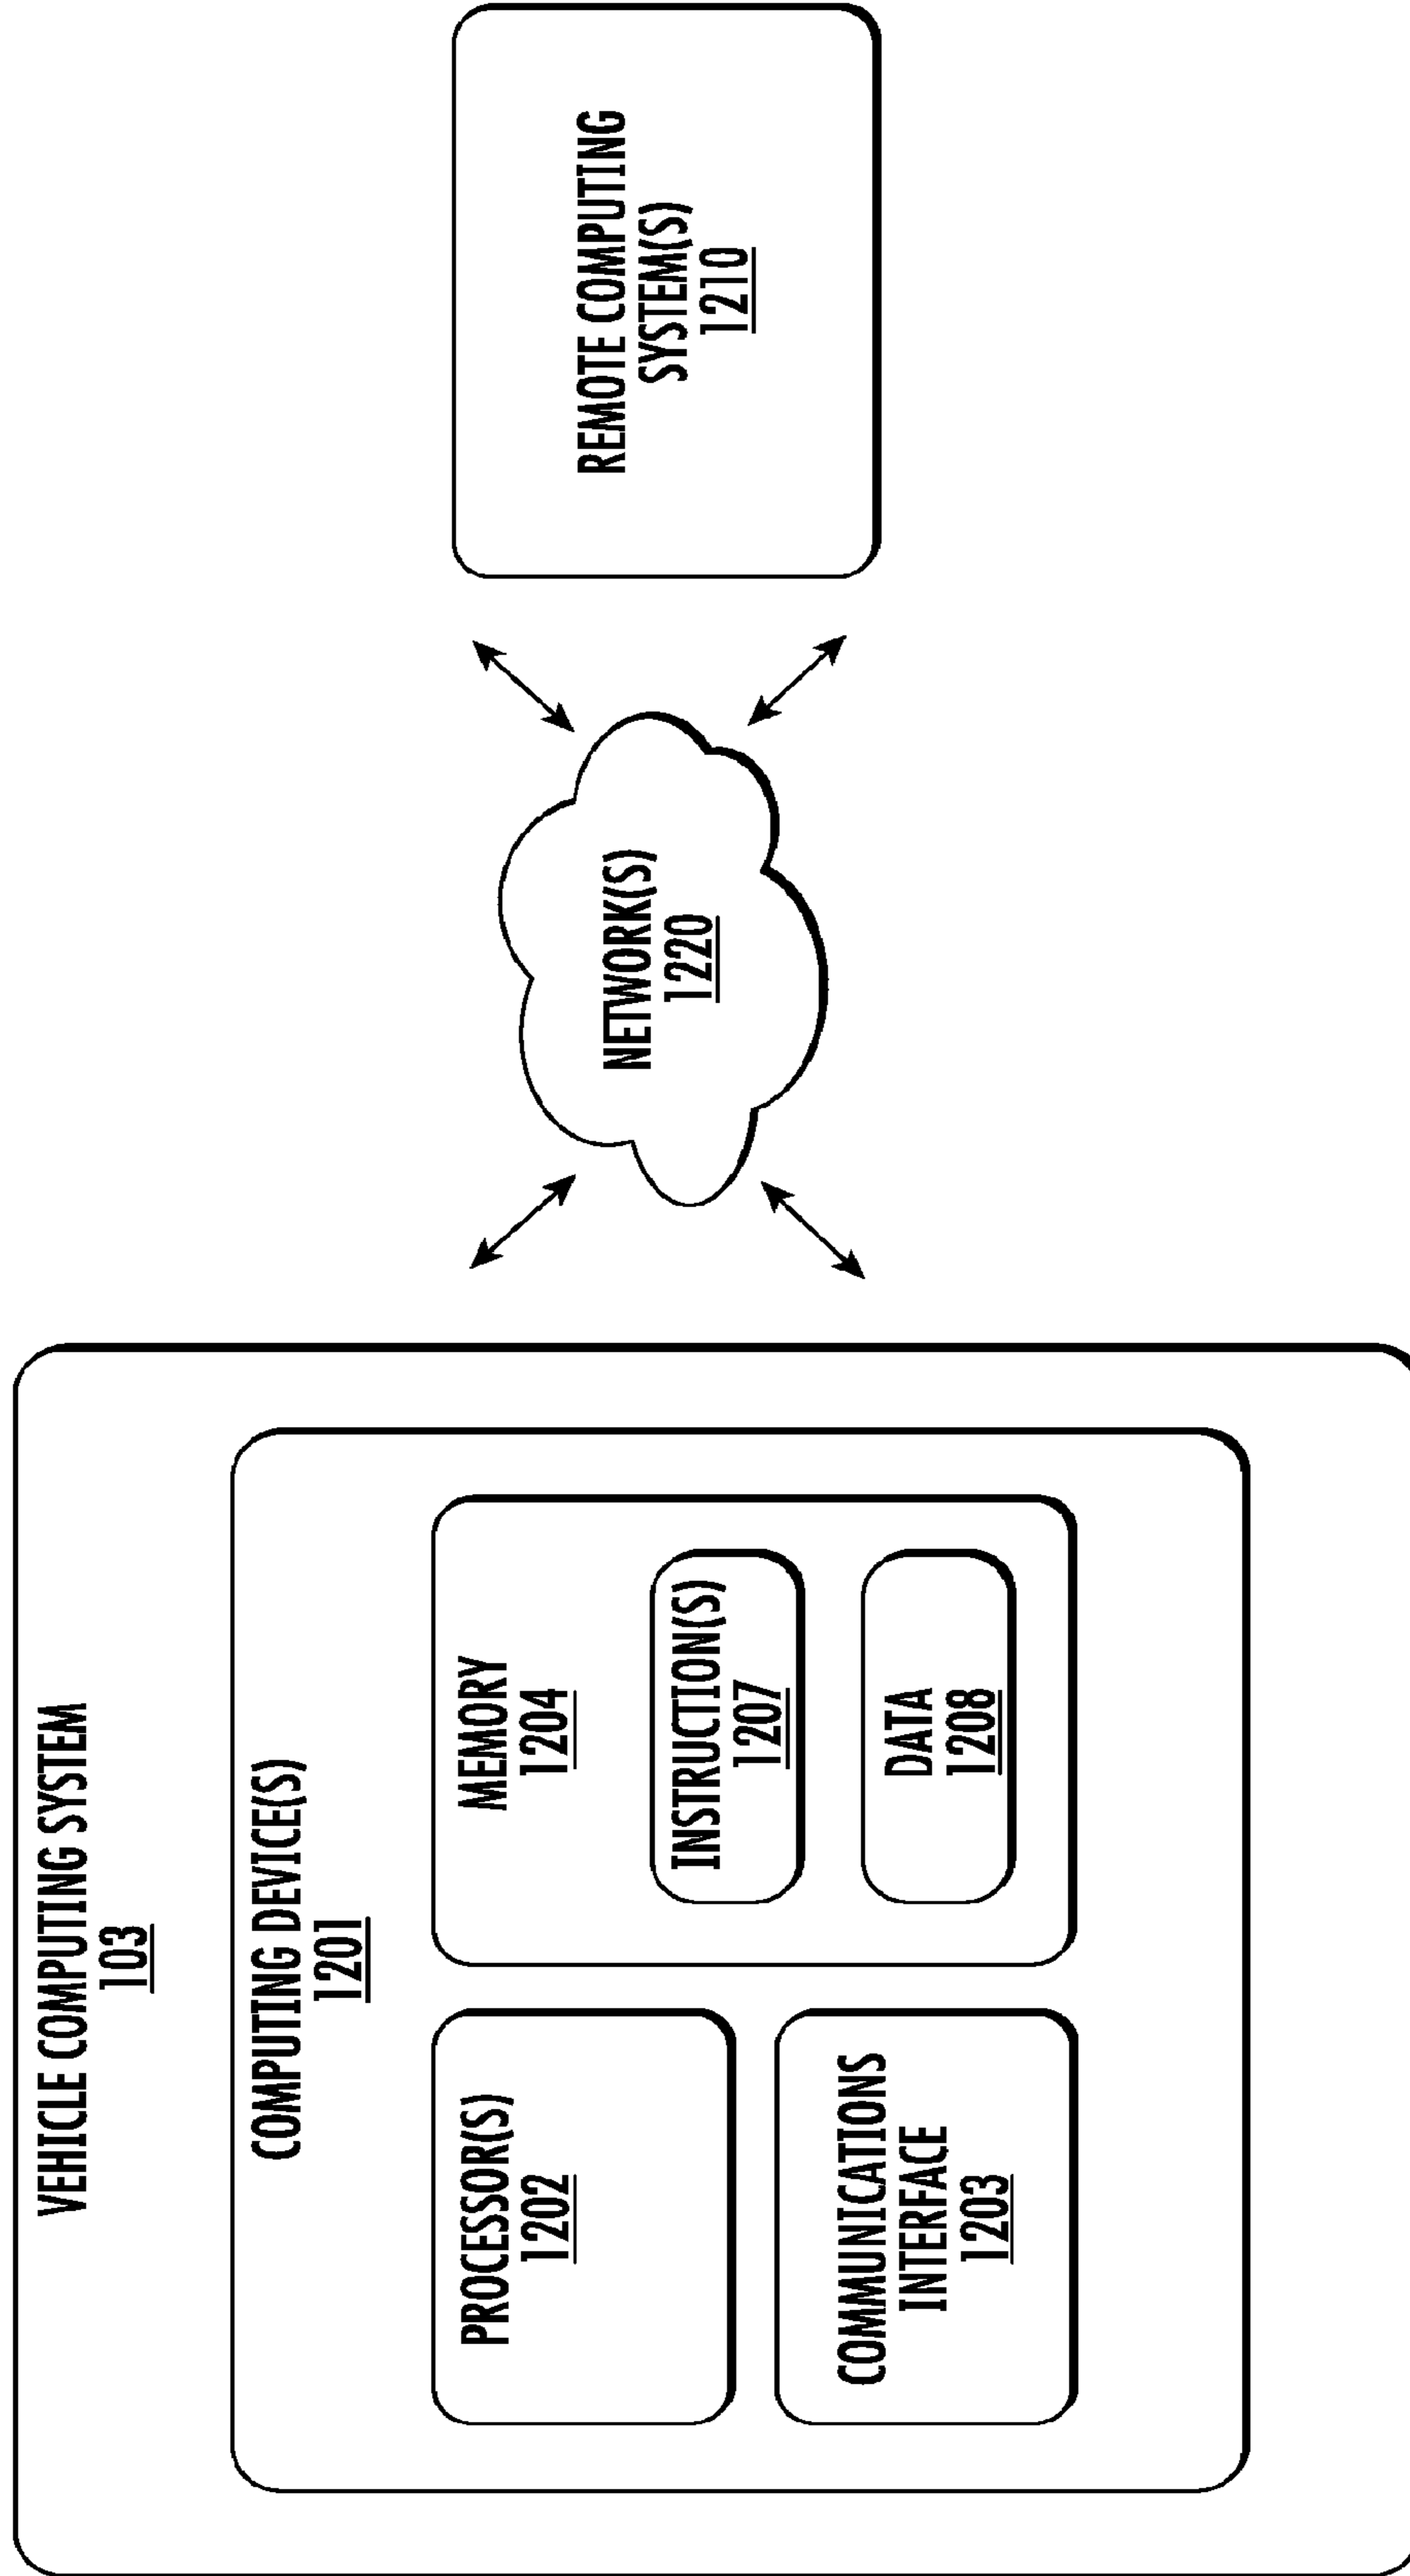 VEHICLE COMPUTING SYSTEM
103
COMPUTING DEVICE(S)
1201
PROCESSOR(S)
1202
COMMUNICATIONS
INTERFACE
1203
MEMORY
1204
INSTRUCTION(S)
1207
DATA
1208
NETWORK(S)
1220
REMOTE COMPUTING
SYSTEM(S)
1210